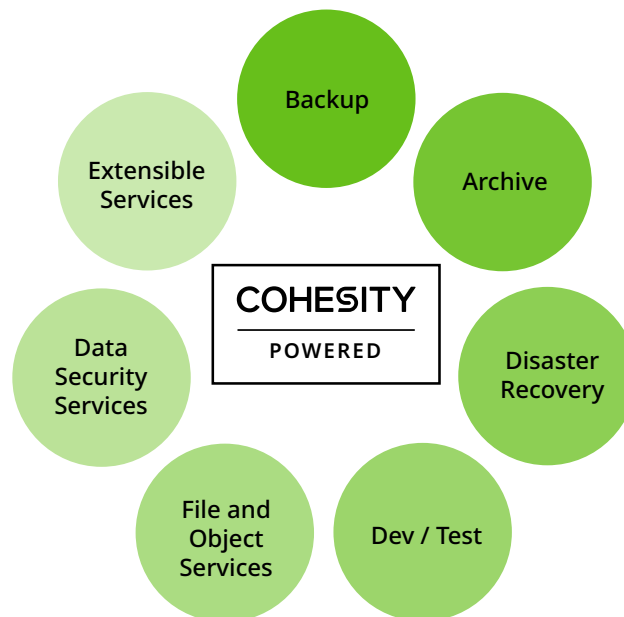 Backup
Archive
Disaster
Recovery
Dev / Test
File and
Object
Services
Data
Security
Services
Extensible
Services
COHESITY
POWERED